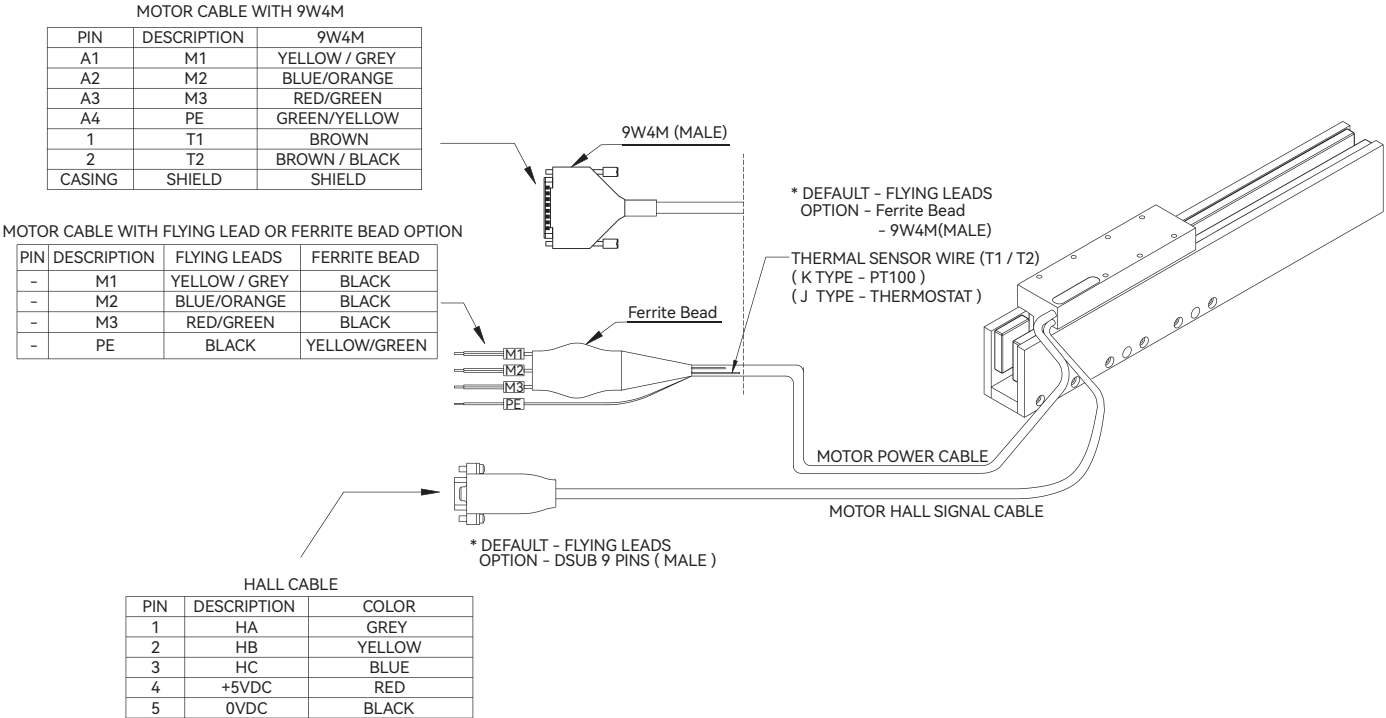 MOTOR CABLE WITH 9W4M
PIN DESCRIPTION 9W4M
A1 M1 YELLOW / GREY
A2 M2 BLUE/ORANGE
A3 M3 RED/GREEN
A4 PE GREEN/YELLOW
1 T1 BROWN
2 T2 BROWN / BLACK
CASING SHIELD SHIELD
9W4M (MALE)
* DEFAULT - FLYING LEADS
OPTION - Ferrite Bead
- 9W4M(MALE)
THERMAL SENSOR WIRE (T1 / T2)
( K TYPE - PT100 )
( J TYPE - THERMOSTAT )
MOTOR CABLE WITH FLYING LEAD OR FERRITE BEAD OPTION
PIN DESCRIPTION FLYING LEADS FERRITE BEAD
- M1 YELLOW / GREY BLACK
- M2 BLUE/ORANGE BLACK
- M3 RED/GREEN BLACK
- PE BLACK YELLOW/GREEN
Ferrite Bead
M1
M2
M3
PE
MOTOR POWER CABLE
MOTOR HALL SIGNAL CABLE
* DEFAULT - FLYING LEADS
OPTION - DSUB 9 PINS ( MALE )
HALL CABLE
PIN DESCRIPTION COLOR
1 HA GREY
2 HB YELLOW
3 HC BLUE
4 +5VDC RED
5 0VDC BLACK